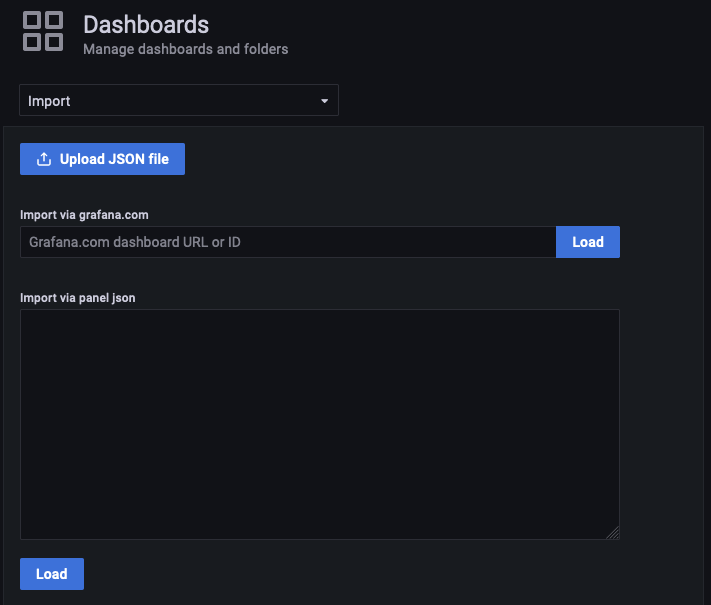 Dashboards
Manage dashboards and folders
Import
Upload JSON file
Import via grafana.com
Grafana.com dashboard URL or ID
Load
Import via panel json
Load